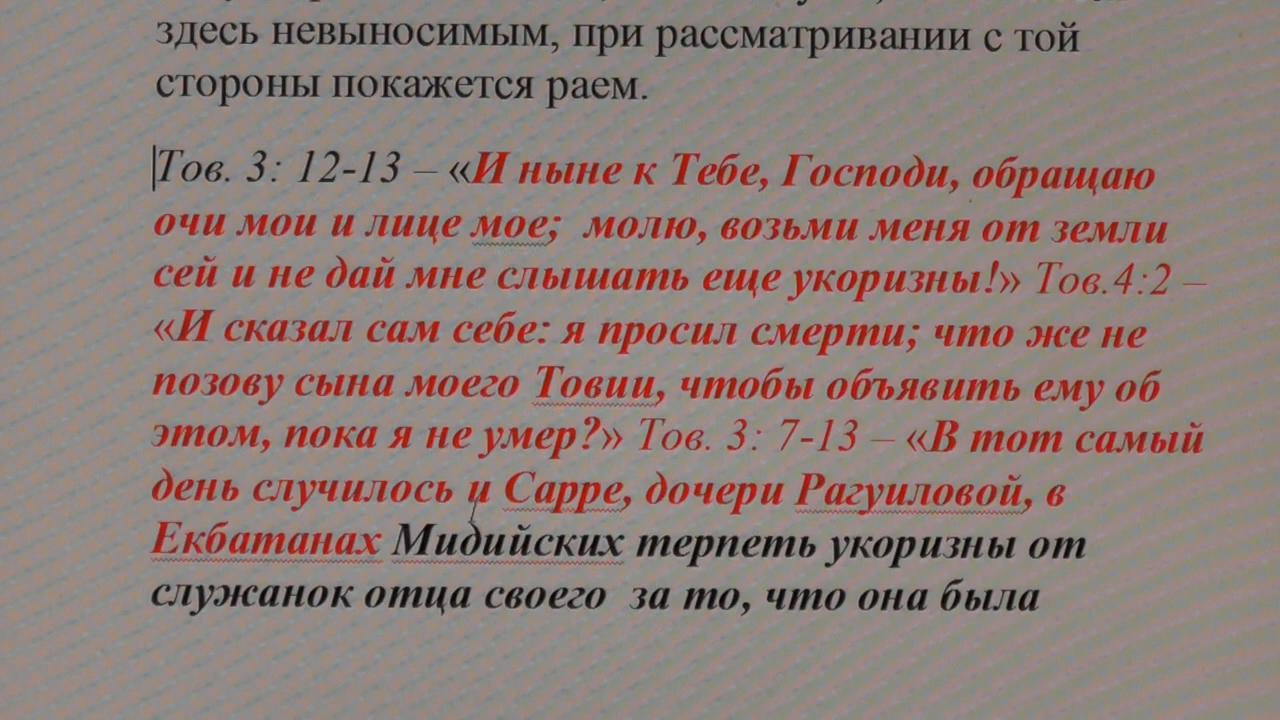 здесь невыносимым, при рассматривании с той
стороны покажется раем.
Тов. 3: 12-13 – «И ныне к Тебе, Господи, обращаю
очи мои и лице мое;  молю, возьми меня от земли
сей и не дай мне слышать еще укоризны!» Тов.4:2 –
«И сказал сам себе: я просил смерти; что же не
позову сына моего Товии, чтобы объявить ему об
этом, пока я не умер?» Тов. 3: 7-13 – «В тот самый
день случилось и Сарре, дочери Рагуиловой, в
Екбатанах Мидийских терпеть укоризны от
служанок отца своего  за то, что она была